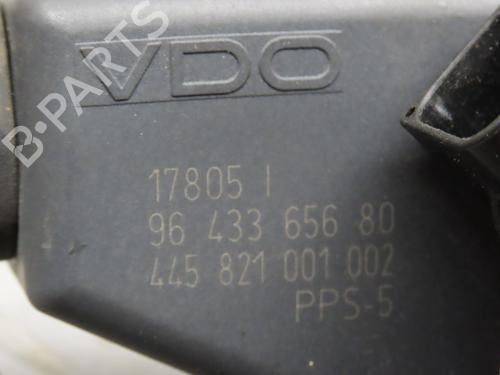 VDO
B-PARTS
17805 I
96 433 656 80
445 821 001 002
PPS-5